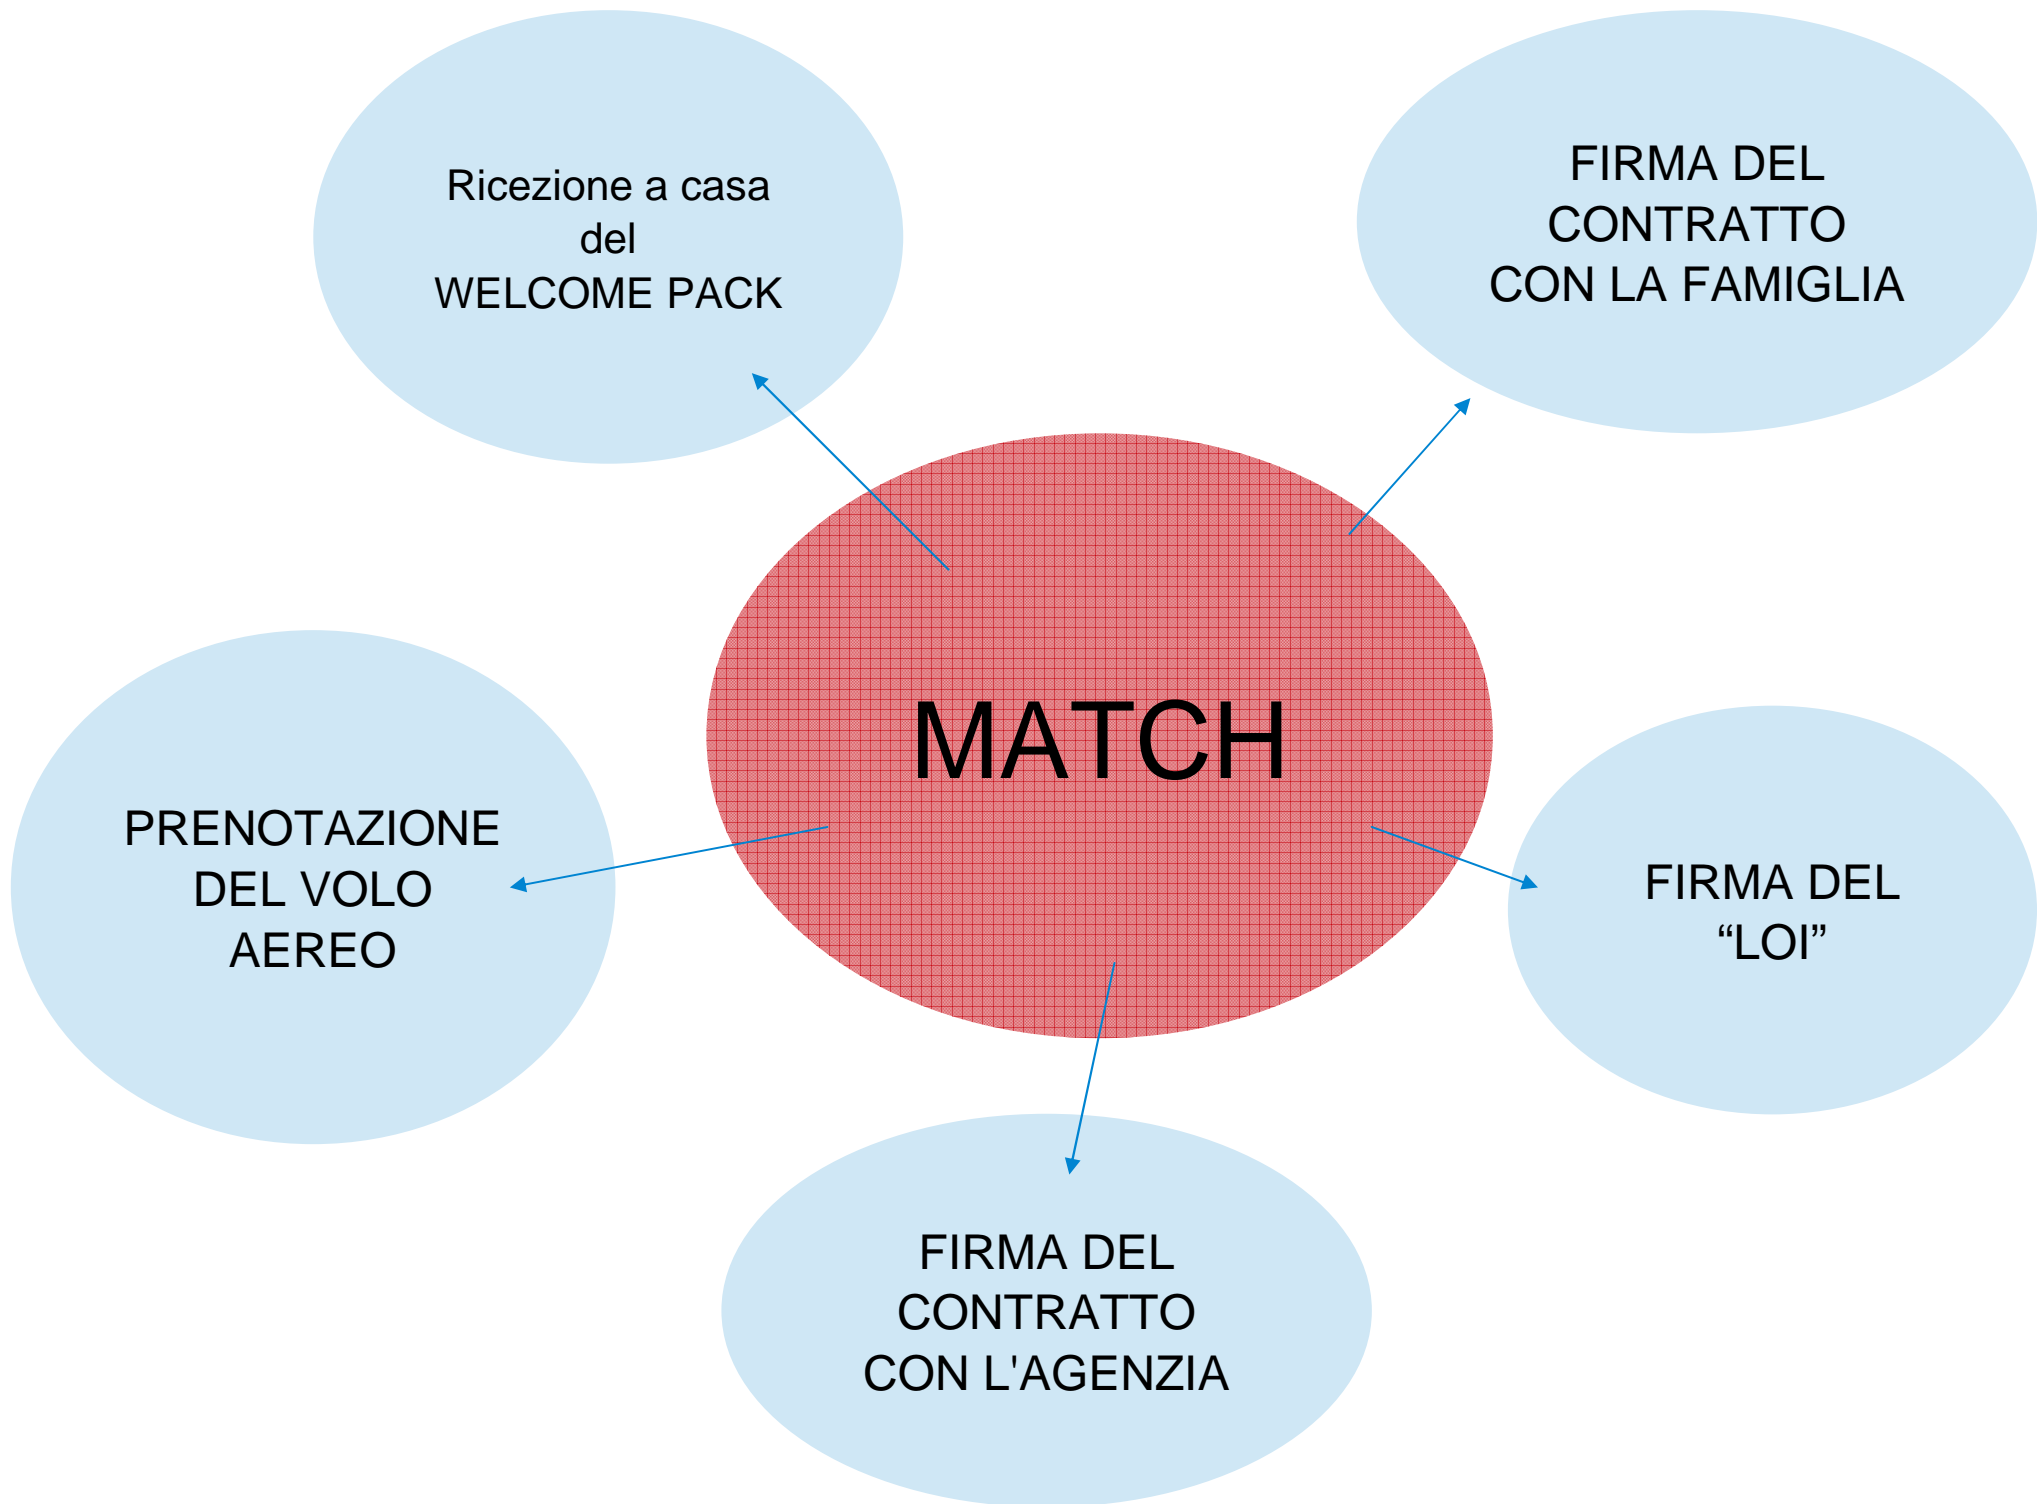 Ricezione a casa
del
WELCOME PACK
FIRMA DEL
CONTRATTO
CON LA FAMIGLIA
MATCH
PRENOTAZIONE
DEL VOLO
AEREO
FIRMA DEL
“LOI”
FIRMA DEL
CONTRATTO
CON L'AGENZIA